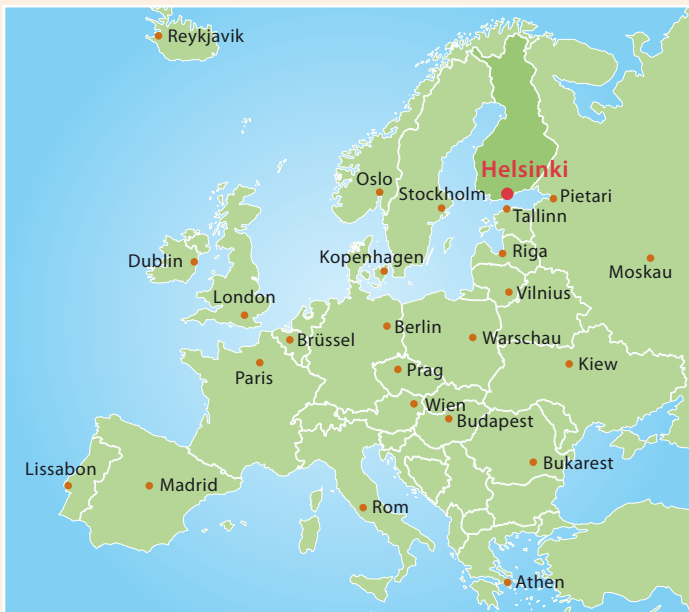 Reykjavik
Helsinki
Oslo
Stockholm
Pietari
Tallinn
Kopenhagen
Riga
Dublin
Moskau
London
Vilnius
Berlin
Brüssel
Warschau
Paris
Prag
Kiew
Wien
Budapest
Bukarest
Lissabon
Madrid
Rom
Athen